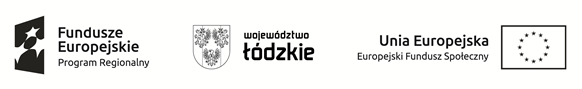 Fundusze
Europejskie
Program Regionalny
województwo
łódzkie
Unia Europejska
Europejski Fundusz Społeczny